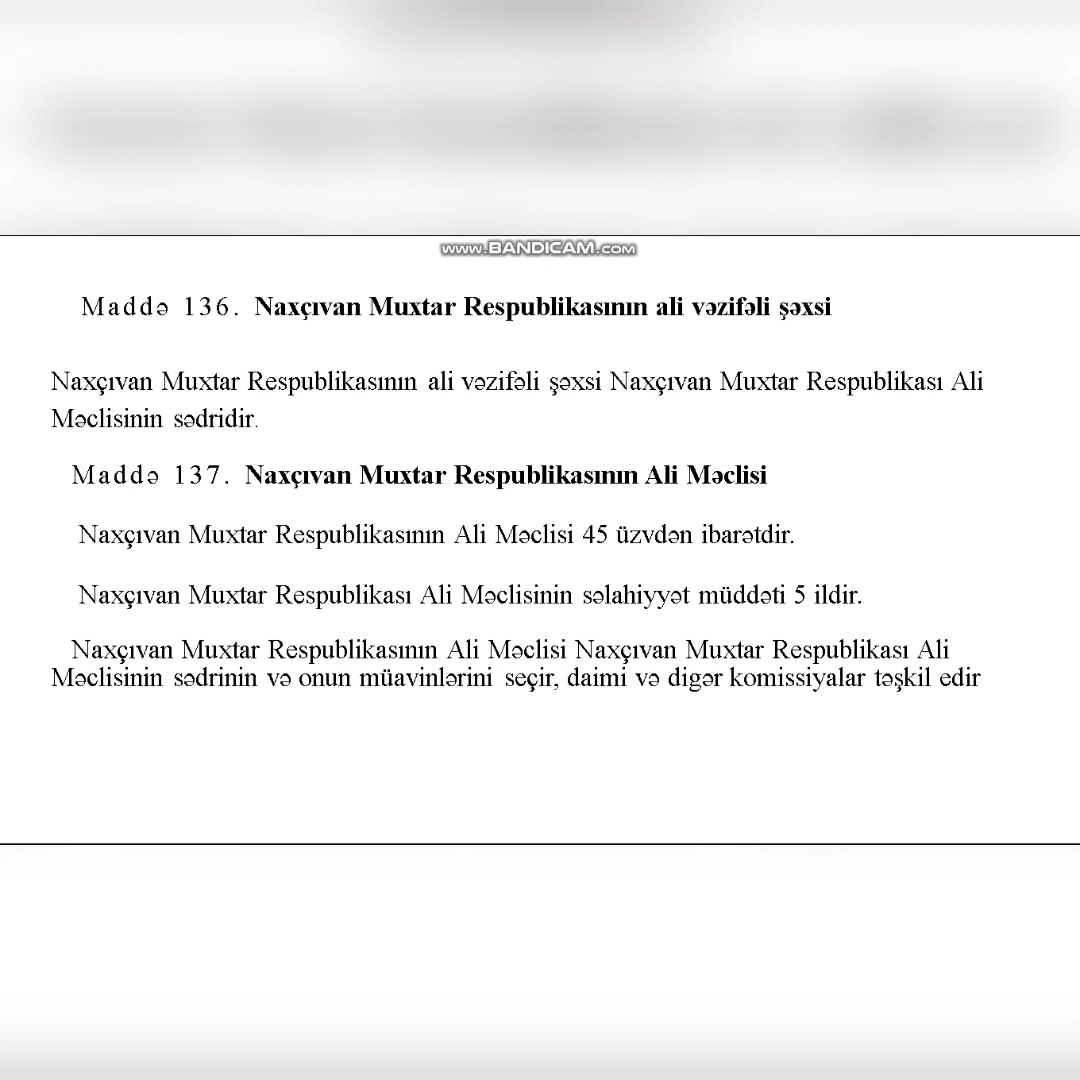 www.BANDICAM.com
Maddə 136. Naxçıvan Muxtar Respublikasının ali vəzifəli şəxsi
Naxçıvan Muxtar Respublikasının ali vəzifəli şəxsi Naxçıvan Muxtar Respublikası Ali
Məclisinin sədridir.
Maddə 137. Naxçıvan Muxtar Respublikasının Ali Məclisi
Naxçıvan Muxtar Respublikasının Ali Məclisi 45 üzvdən ibarətdir.
Naxçıvan Muxtar Respublikası Ali Məclisinin səlahiyyət müddəti 5 ildir.
Naxçıvan Muxtar Respublikasının Ali Məclisi Naxçıvan Muxtar Respublikası Ali
Məclisinin sədrinin və onun müavinlərini seçir, daimi və digər komissiyalar təşkil edir